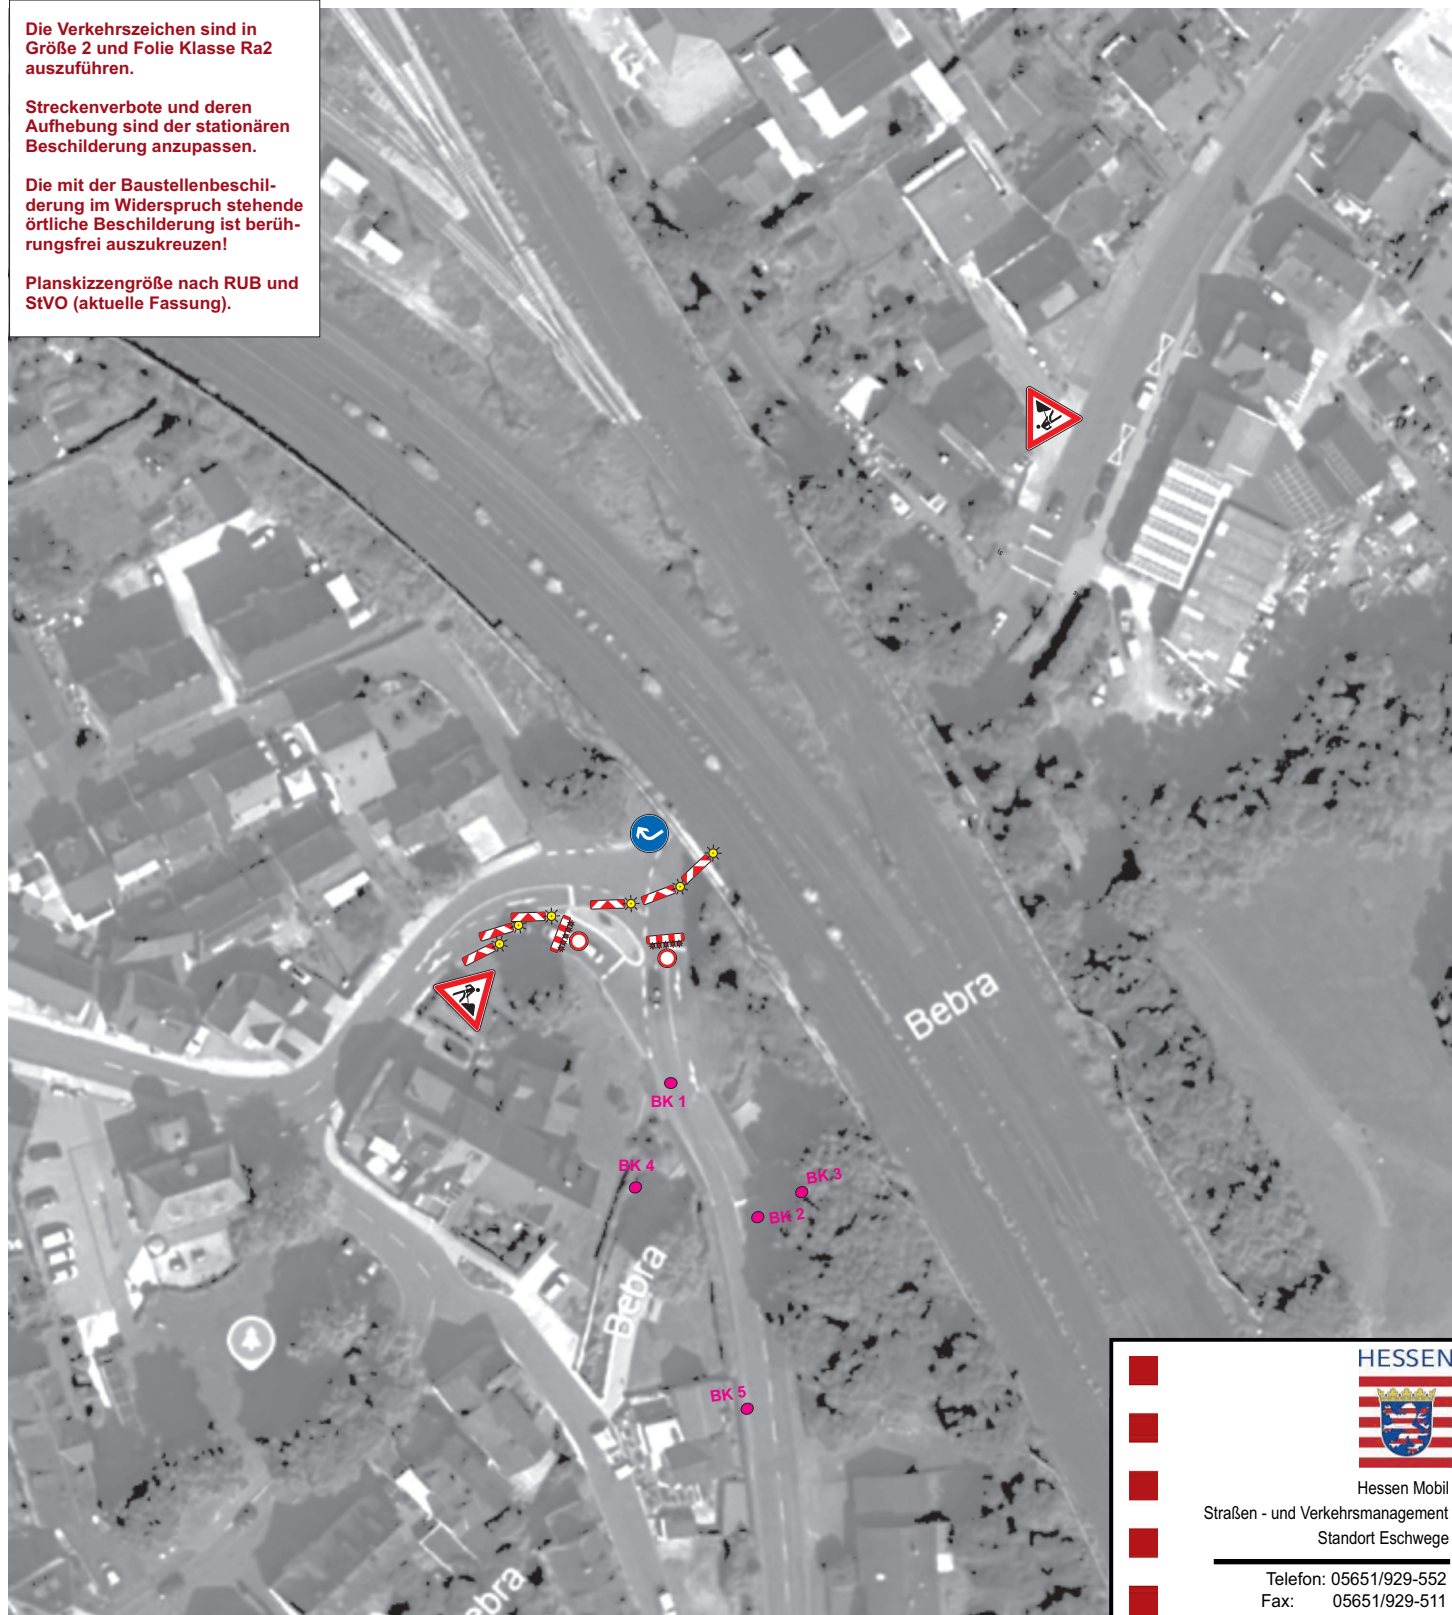 Die Verkehrszeichen sind in
Größe 2 und Folie Klasse Ra2
auszuführen.
Streckenverbote und deren
Aufhebung sind der stationären
Beschilderung anzupassen.
Die mit der Baustellenbeschil-
derung im Widerspruch stehende
örtliche Beschilderung ist berüh-
rungsfrei auszukreuzen!
Planskizzengröße nach RUB und
StVO (aktuelle Fassung).
Bebra
BK 1
BK 4
BK 3
BK 2
Bebra
BK 5
HESSEN
Hessen Mobil
Straßen - und Verkehrsmanagement
Standort Eschwege
Telefon: 05651/929-552
Fax: 05651/929-511
ebra